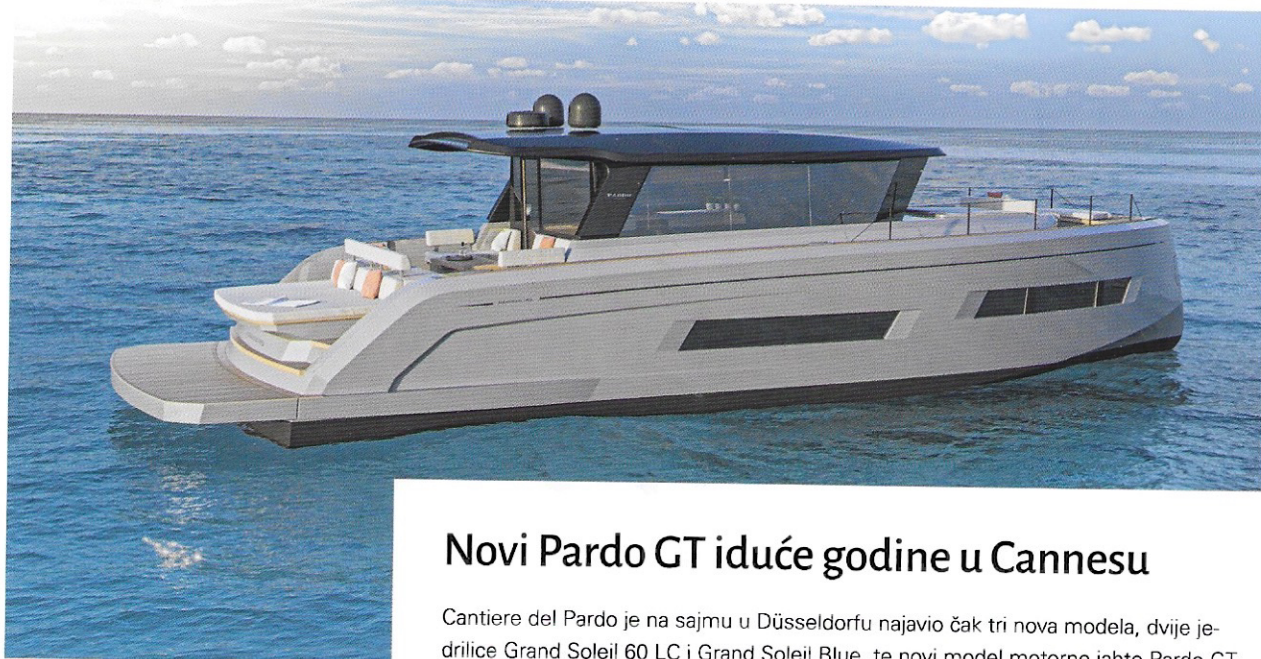 Novi Pardo GT iduće godine u Cannesu
Cantiere del Pardo je na sajmu u Düsseldorfu najavio čak tri nova modela, dvije je-
drilice Grand Soleil 60 LC i Grand Soleil Blue, te novi model motorne jahte Pardo GT